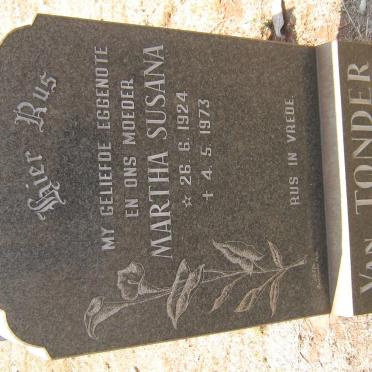 Hier Rus
MY GELIEFDE EGGENOTE
EN ONS MOEDER
MARTHA SUSANA
☆ 26.6.1924
✝ 4.5.1973
RUS IN VREDE
VAN TONDER